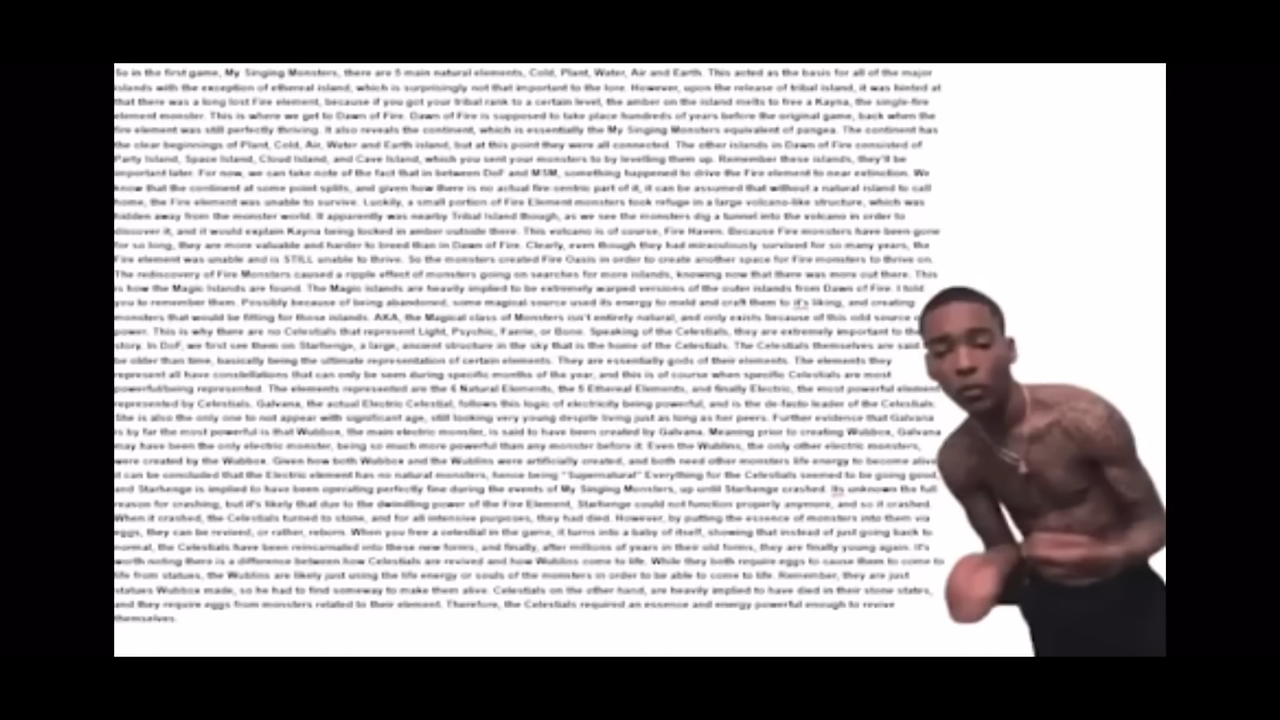 So in the first game, My Singing Monsters, there are 5 main natural elements, Cold, Plant, Water, Air and Earth. This acted as the basis for all of the major
islands with the exception of ethereal island, which is surprisingly not that important to the lore. However, upon the release of tribal island, it was hinted at
that there was a long lost Fire element, because if you got your tribal rank to a certain level, the amber on the island melts to free a Kayna, the single-fire
element monster. This is where we get to Dawn of Fire. Dawn of Fire is supposed to take place hundreds of years before the original game, back when the
fire element was still perfectly thriving. It also reveals the continent, which is essentially the My Singing Monsters equivalent of pangea. The continent has
the clear beginnings of Plant, Cold, Air, Water and Earth island, but at this point they were all connected. The other islands in Dawn of Fire consisted of
Party Island, Space Island, Cloud Island, and Cave Island, which you sent your monsters to by levelling them up. Remember these islands, they'll be
important later. For now, we can take note of the fact that in between DoF and MSM, something happened to drive the Fire element to near extinction. We
know that the continent at some point splits, and given how there is no actual fire-centric part of it, it can be assumed that without a natural island to call
home, the Fire element was unable to survive. Luckily, a small portion of Fire Element monsters took refuge in a large volcano-like structure, which was
hidden away from the monster world. It apparently was nearby Tribal Island though, as we see the monsters dig a tunnel into the volcano in order to
discover it, and it would explain Kayna being locked in amber outside there. This volcano is of course, Fire Haven. Because Fire monsters have been gone
for so long, they are more valuable and harder to breed than in Dawn of Fire. Clearly, even though they had miraculously survived for so many years, the
Fire element was unable and is STILL unable to thrive. So the monsters created Fire Oasis in order to create another space for Fire monsters to thrive on.
The rediscovery of Fire Monsters caused a ripple effect of monsters going on searches for more islands, knowing now that there was more out there. This
is how the Magic Islands are found. The Magic islands are heavily implied to be extremely warped versions of the outer islands from Dawn of Fire. I told
you to remember them. Possibly because of being abandoned, some magical source used its energy to meld and craft them to it's liking, and creating
monsters that would be fitting for those islands. AKA, the Magical class of Monsters isn't entirely natural, and only exists because of this odd source
power. This is why there are no Celestials that represent Light, Psychic, Faerie, or Bone. Speaking of the Celestials, they are extremely important to the
story. In DoF, we first see them on Starhenge, a large, ancient structure in the sky that is the home of the Celestials. The Celestials themselves are said
be older than time, basically being the ultimate representation of certain elements. They are essentially gods of their elements. The elements they
represent all have constellations that can only be seen during specific months of the year, and this is of course when specific Celestials are most
powerful/being represented. The elements represented are the 6 Natural Elements, the 5 Ethereal Elements, and finally Electric, the most powerful element
represented by Celestials. Galvana, the actual Electric Celestial, follows this logic of electricity being powerful, and is the de-facto leader of the Celestials.
She is also the only one to not appear with significant age, still looking very young despite living just as long as her peers. Further evidence that Galvana
is by far the most powerful is that Wubbox, the main electric monster, is said to have been created by Galvana. Meaning prior to creating Wubbox, Galvana
may have been the only electric monster, being so much more powerful than any monster before it. Even the Wublins, the only other electric monsters,
were created by the Wubbox. Given how both Wubbox and the Wublins were artificially created, and both need other monsters life energy to become alive
it can be concluded that the Electric element has no natural monsters, hence being "Supernatural" Everything for the Celestials seemed to be going good,
and Starhenge is implied to have been operating perfectly fine during the events of My Singing Monsters, up until Starhenge crashed. Its unknown the full
reason for crashing, but it's likely that due to the dwindling power of the Fire Element, Starhenge could not function properly anymore, and so it crashed.
When it crashed, the Celestials turned to stone, and for all intensive purposes, they had died. However, by putting the essence of monsters into them via
eggs, they can be revived, or rather, reborn. When you free a celestial in the game, it turns into a baby of itself, showing that instead of just going back to
normal, the Celestials have been reincarnated into these new forms, and finally, after millions of years in their old forms, they are finally young again. It's
worth noting there is a difference between how Celestials are revived and how Wublins come to life. While they both require eggs to cause them to come to
life from statues, the Wublins are likely just using the life energy or souls of the monsters in order to be able to come to life. Remember, they are just
statues Wubbox made, so he had to find someway to make them alive. Celestials on the other hand, are heavily implied to have died in their stone states,
and they require eggs from monsters related to their element. Therefore, the Celestials required an essence and energy powerful enough to revive
themselves.